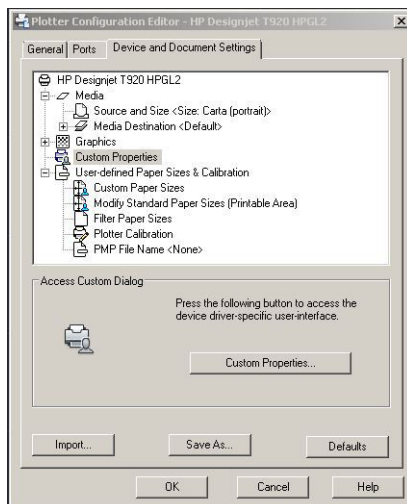 Plotter Configuration Editor - HP Designjet T920 HPGL2
General Ports Device and Document Settings
HP Designjet T920 HPGL2
Media
Source and Size <Size: Carta (portrait)>
Media Destination <Default>
Graphics
Custom Properties
User-defined Paper Sizes & Calibration
Custom Paper Sizes
Modify Standard Paper Sizes (Printable Area)
Filter Paper Sizes
Plotter Calibration
PMP File Name <None>
Access Custom Dialog
Press the following button to access the
device driver-specific user-interface.
Custom Properties...
Import... Save As... Defaults
OK Cancel Help